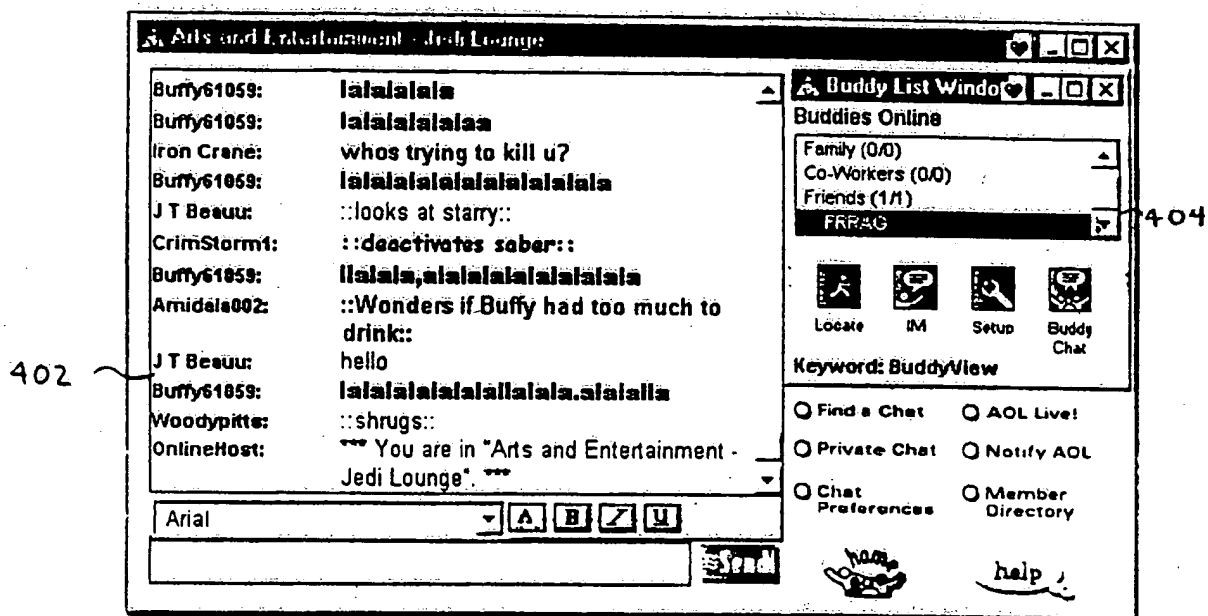 Arts and Entertainment - Jedi Lounge
Buffy61059: lalalalala
Buffy61059: lalalalalalaa
Iron Crane: whos trying to kill u?
Buffy61059: lalalalalalalalalalalala
J T Beauu: ::looks at starry::
CrimStorm1: ::deactivates saber::
Buffy61059: llalala,alalalalalalalalala
Amidala002: ::Wonders if Buffy had too much to
drink::
J T Beauu: hello
Buffy61059: lalalalalalallalala.alalalla
Woodypitts: ::shrugs::
OnlineHost: *** You are in "Arts and Entertainment -
Jedi Lounge". ***
Arial
A B I U
Send
Buddy List Windo
Buddies Online
Family (0/0)
Co-Workers (0/0)
Friends (1/1)
FRRAG
Locate IM Setup Buddy
Chat
Keyword: BuddyView
Find a Chat AOL Live!
Private Chat Notify AOL
Chat
Preferences Member
Directory
home help
402
404